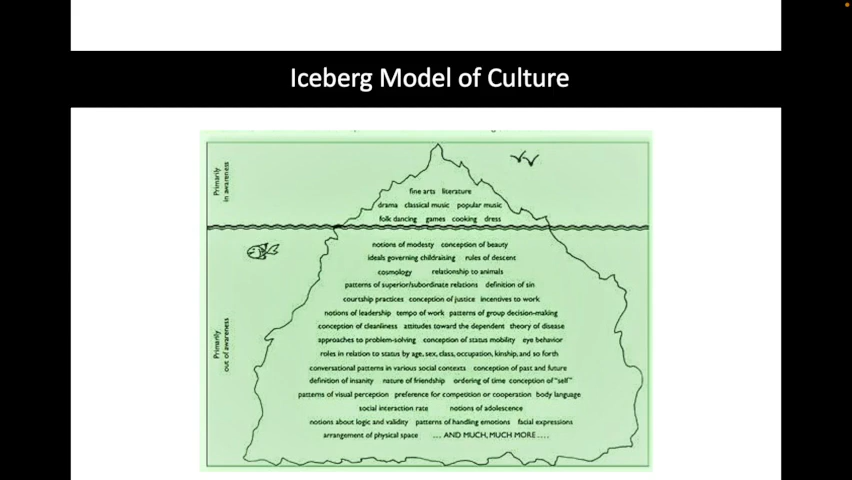 Iceberg Model of Culture
Primarily
in awareness
fine arts literature
drama classical music popular music
folk dancing games cooking dress
notions of modesty conception of beauty
ideals governing childraising rules of descent
cosmology relationship to animals
patterns of superior/subordinate relations definition of sin
courtship practices conception of justice incentives to work
notions of leadership tempo of work patterns of group decision-making
conception of cleanliness attitudes toward the dependent theory of disease
approaches to problem-solving conception of status mobility eye behavior
roles in relation to status by age, sex, class, occupation, kinship, and so forth
conversational patterns in various social contexts conception of past and future
definition of insanity nature of friendship ordering of time conception of "self"
patterns of visual perception preference for competition or cooperation body language
social interaction rate notions of adolescence
notions about logic and validity patterns of handling emotions facial expressions
arrangement of physical space ... AND MUCH, MUCH MORE ....
Primarily
out of awareness